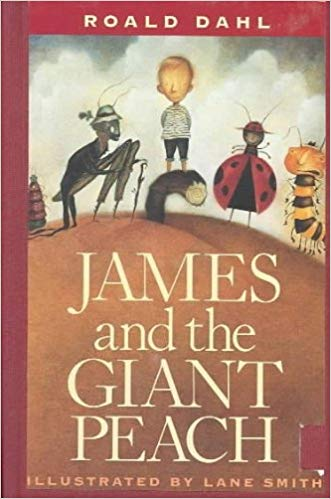 ROALD DAHL
JAMES
and the
GIANT
PEACH
ILLUSTRATED BY LANE SMITH